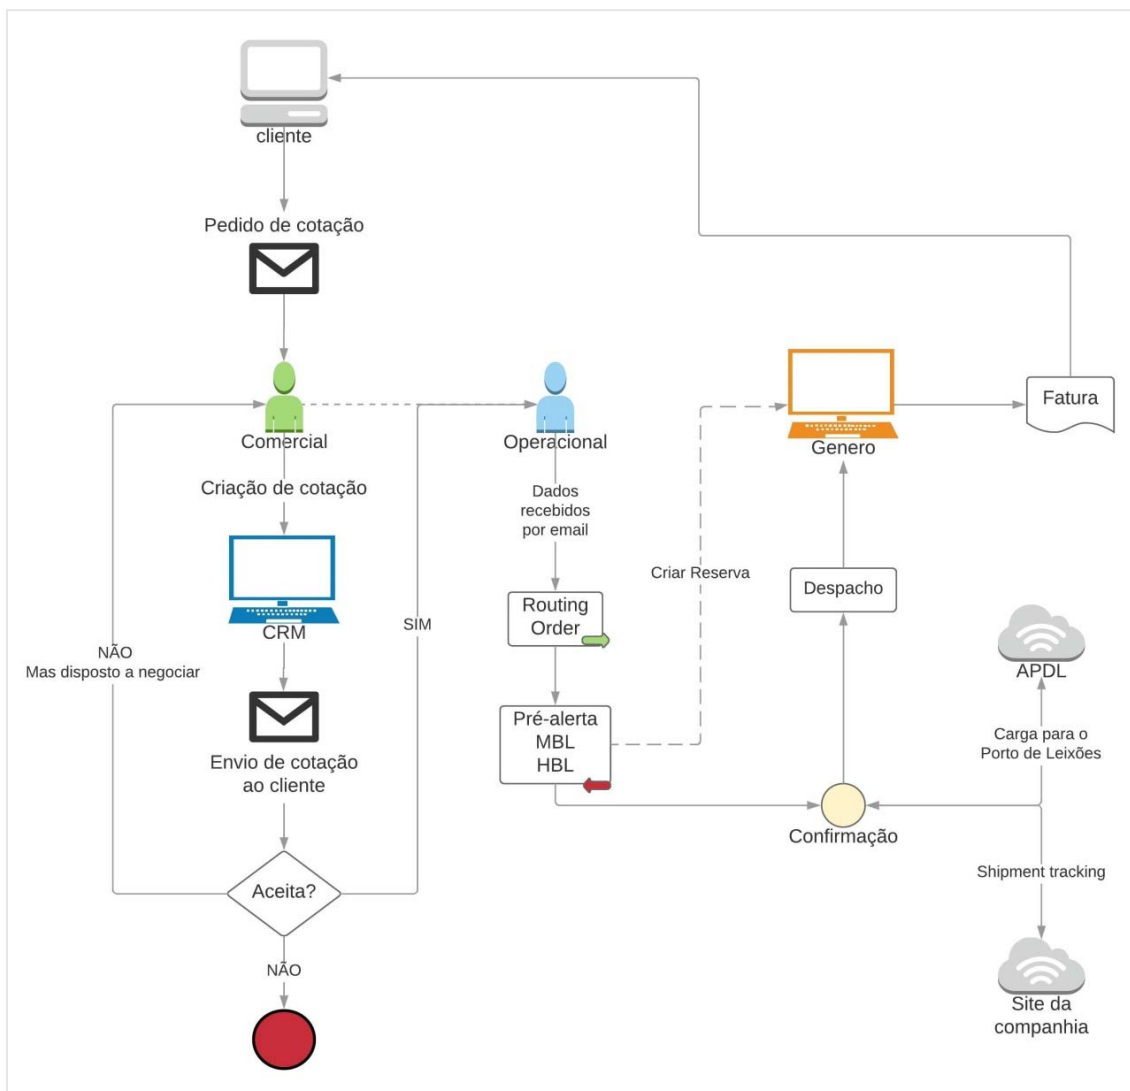 cliente
Pedido de cotação
Comercial
Operacional
Genero
Fatura
Criação de cotação
Dados
recebidos
por email
CRM
SIM
NÃO
Mas disposto a negociar
Routing
Order
Criar Reserva
Despacho
APDL
Envio de cotação
ao cliente
Pré-alerta
MBL
HBL
Carga para o
Porto de Leixões
Confirmação
Aceita?
Shipment tracking
NÃO
Site da
companhia